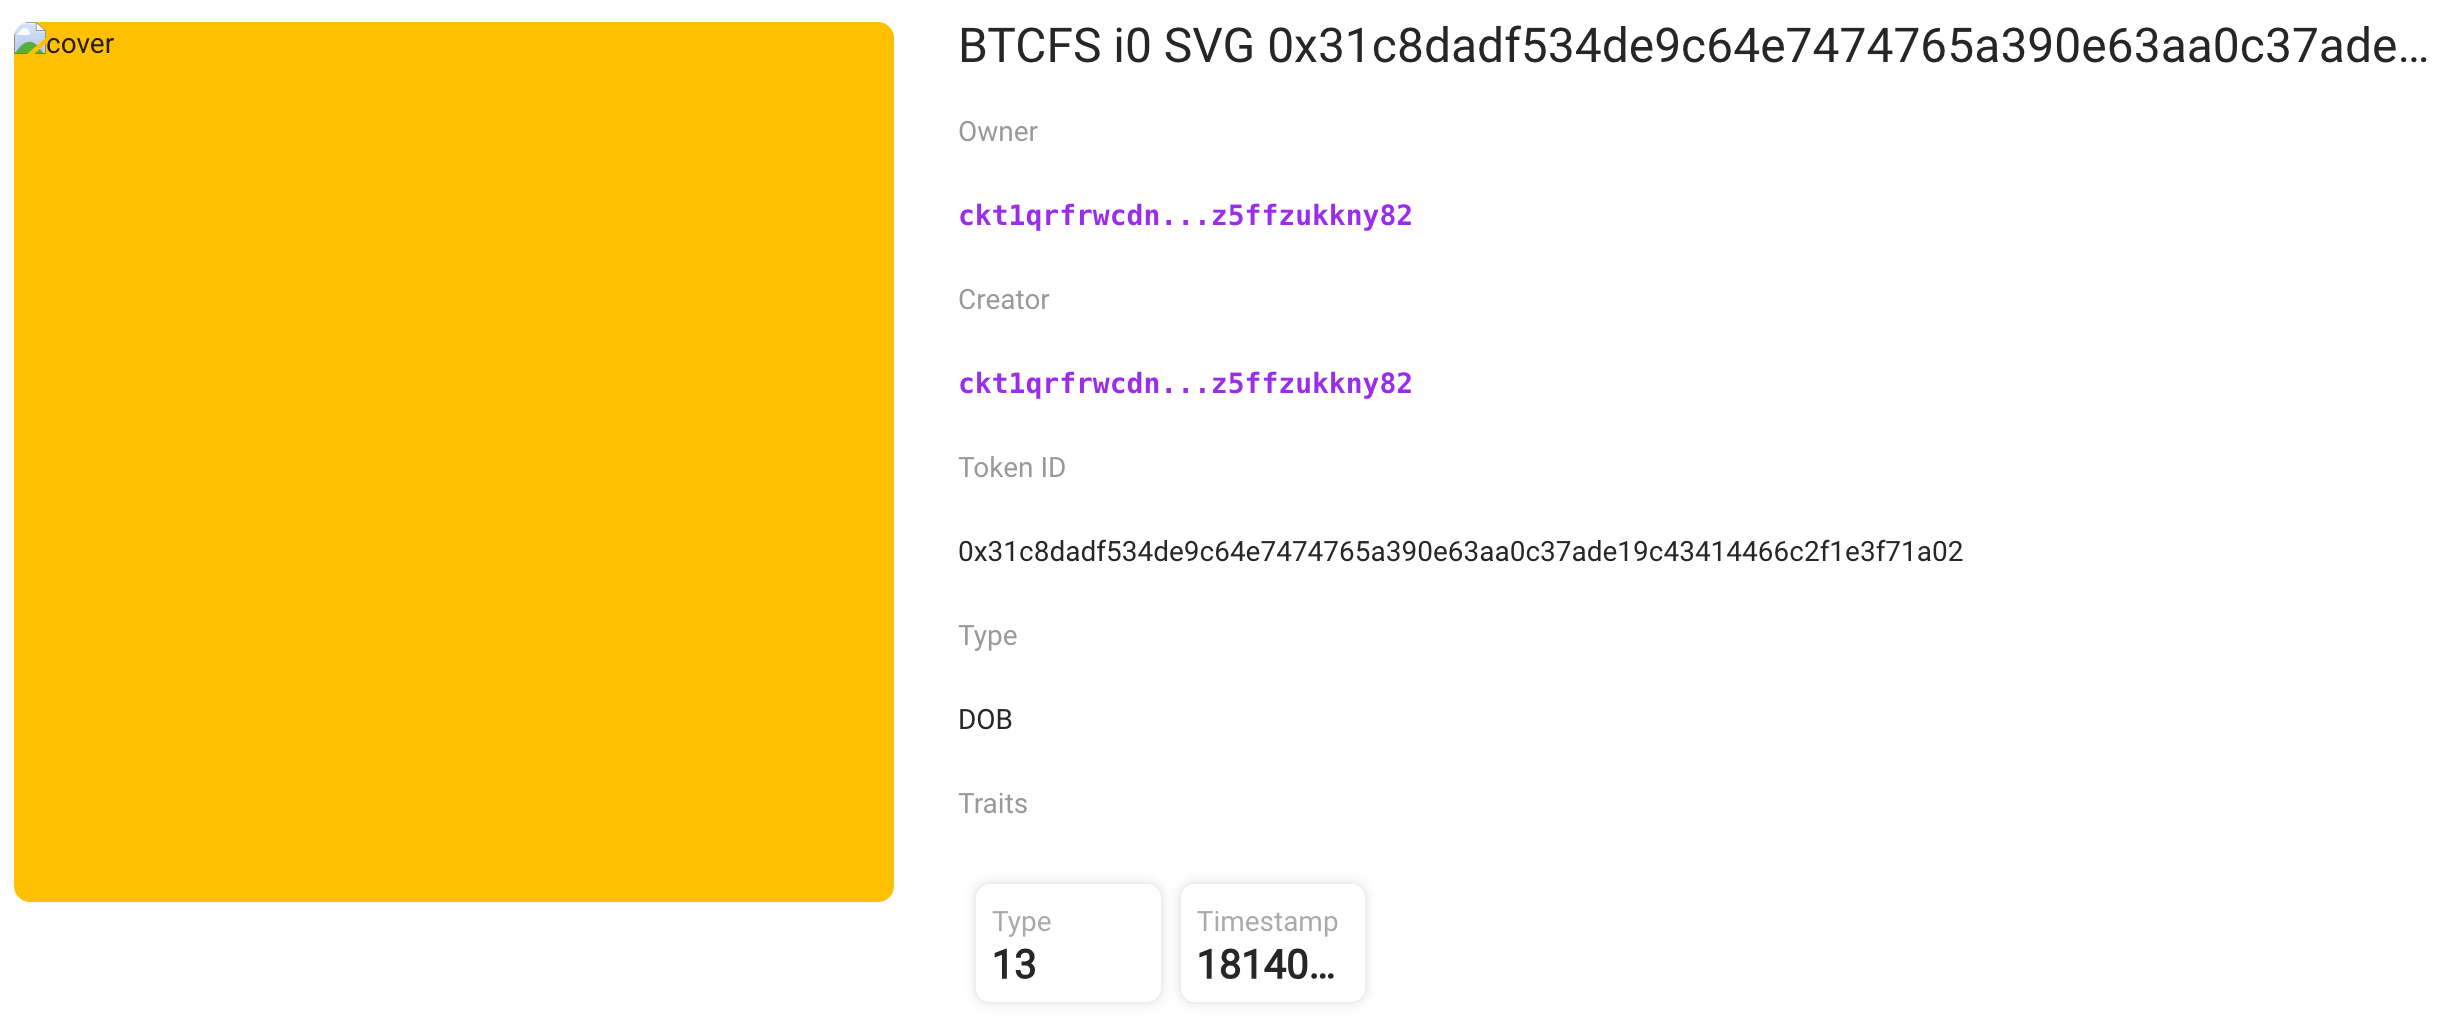 cover
BTCFS i0 SVG 0x31c8dadf534de9c64e7474765a390e63aa0c37ade...
Owner
ckt1qrfrwcdn...z5ffzukkny82
Creator
ckt1qrfrwcdn...z5ffzukkny82
Token ID
0x31c8dadf534de9c64e7474765a390e63aa0c37ade19c43414466c2f1e3f71a02
Type
DOB
Traits
Type
13
Timestamp
18140...